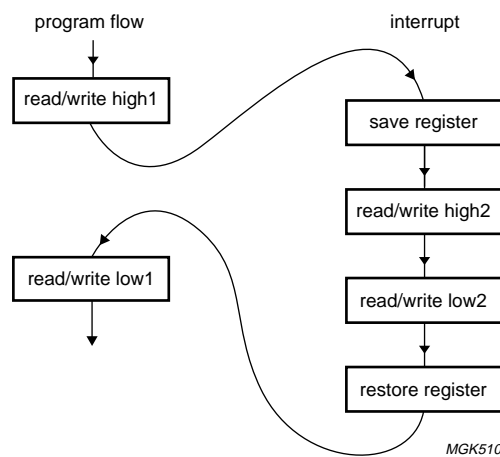 program flow
interrupt
read/write high1
save register
read/write high2
read/write low1
read/write low2
restore register
MGK510